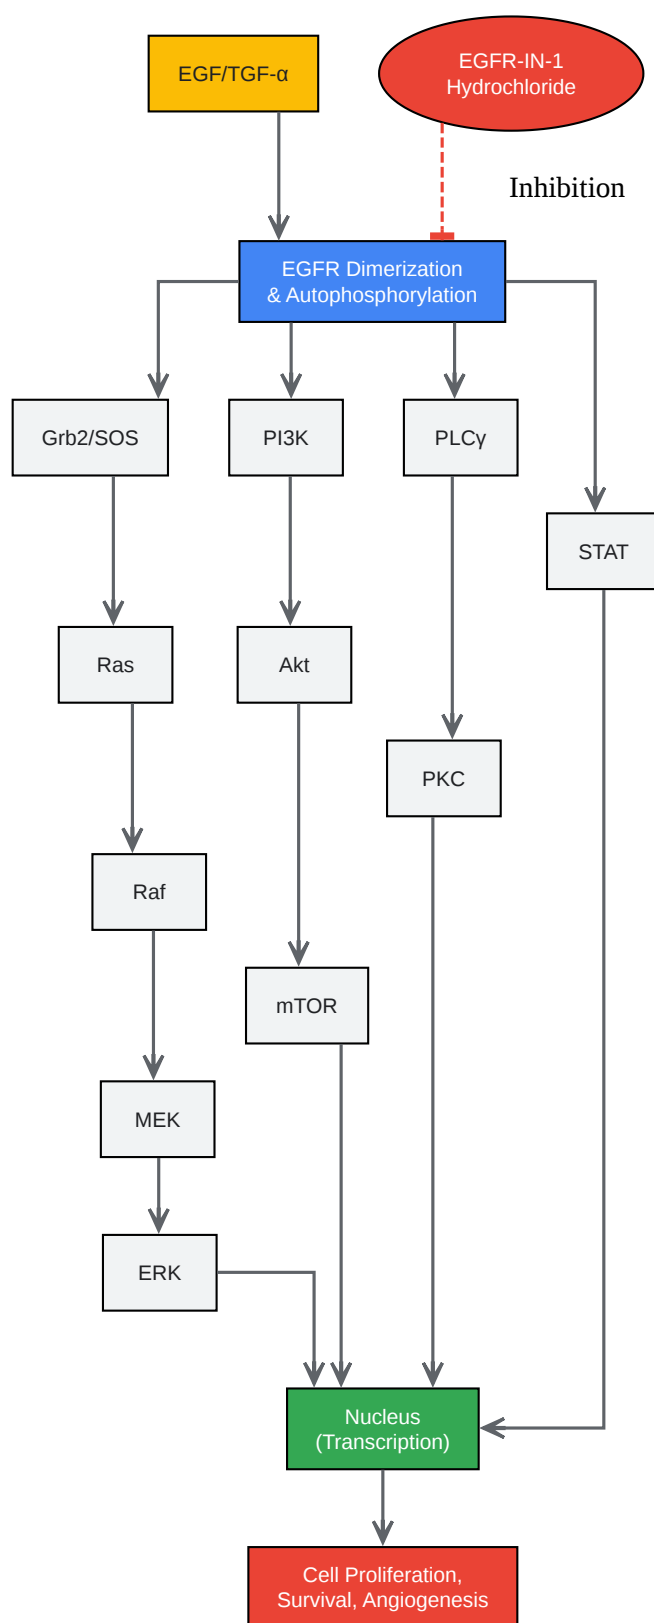 EGF/TGF-α
EGFR-IN-1
Hydrochloride
Inhibition
EGFR Dimerization
& Autophosphorylation
Grb2/SOS
PI3K
PLCγ
STAT
Ras
Akt
PKC
Raf
mTOR
MEK
ERK
Nucleus
(Transcription)
Cell Proliferation,
Survival, Angiogenesis